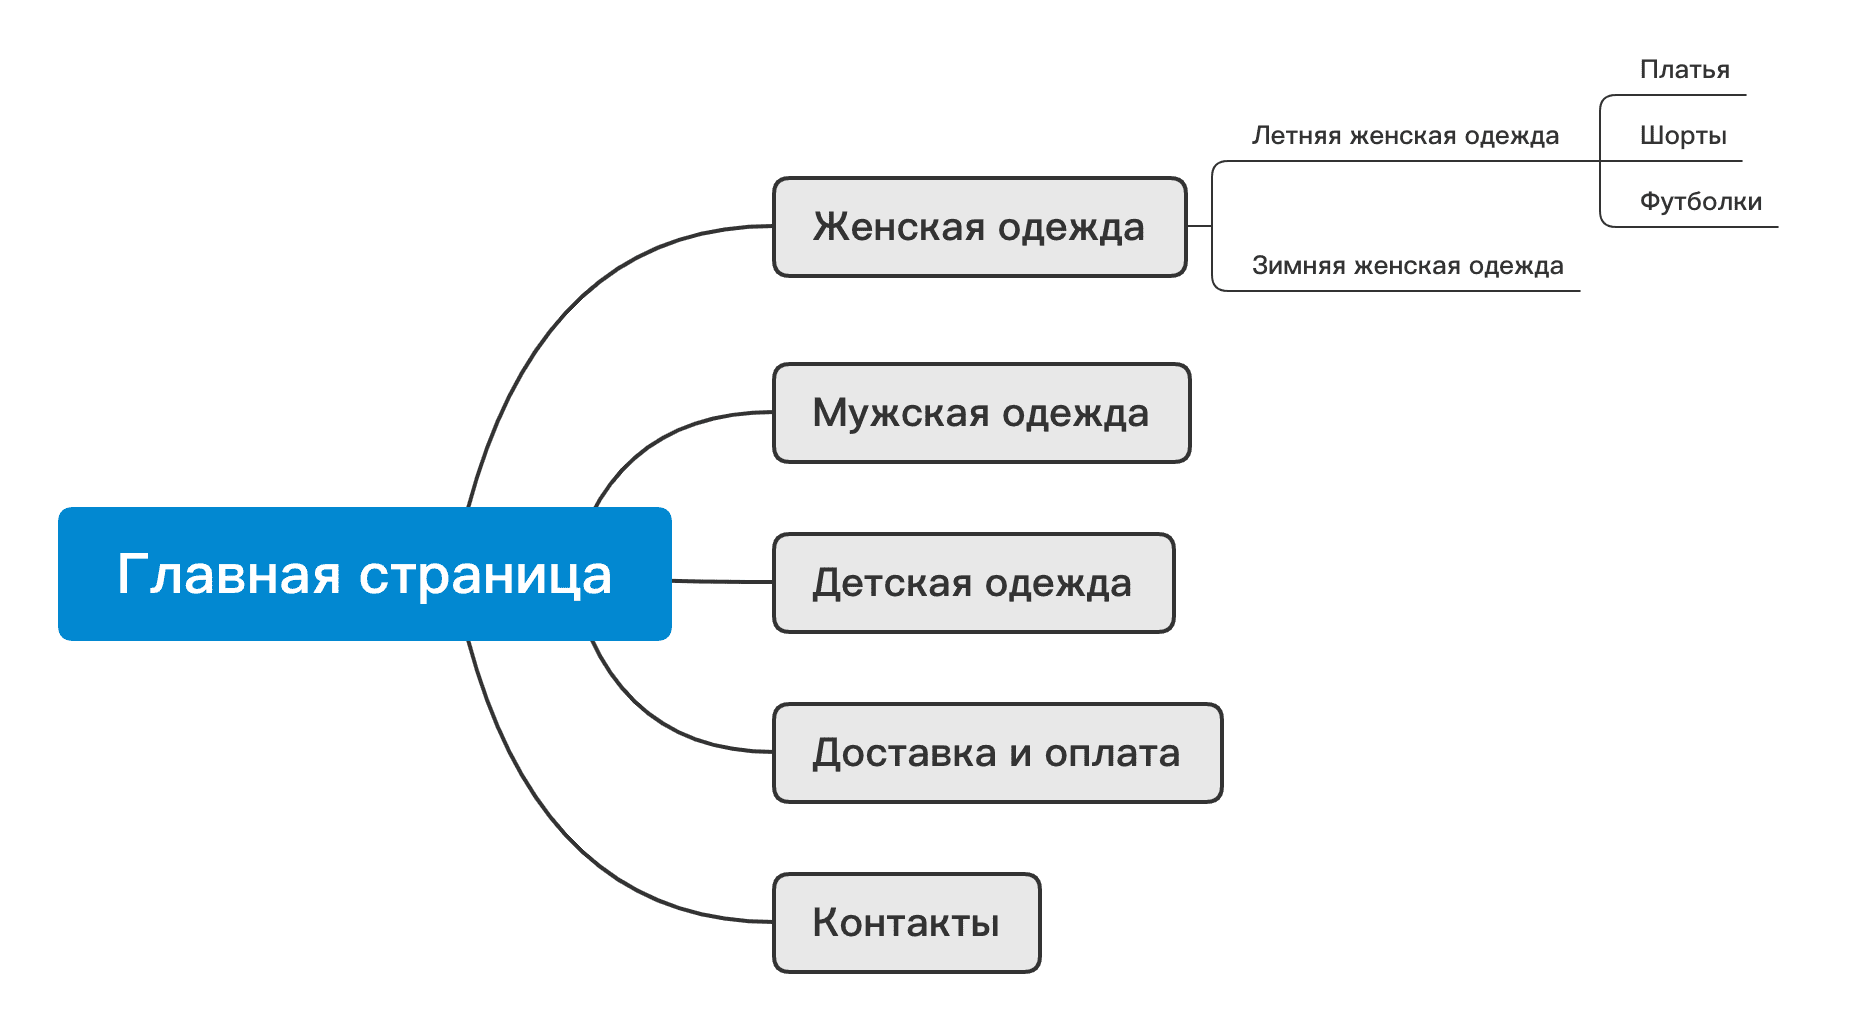 Главная страница
Женская одежда
Летняя женская одежда
Платья
Шорты
Футболки
Зимняя женская одежда
Мужская одежда
Детская одежда
Доставка и оплата
Контакты